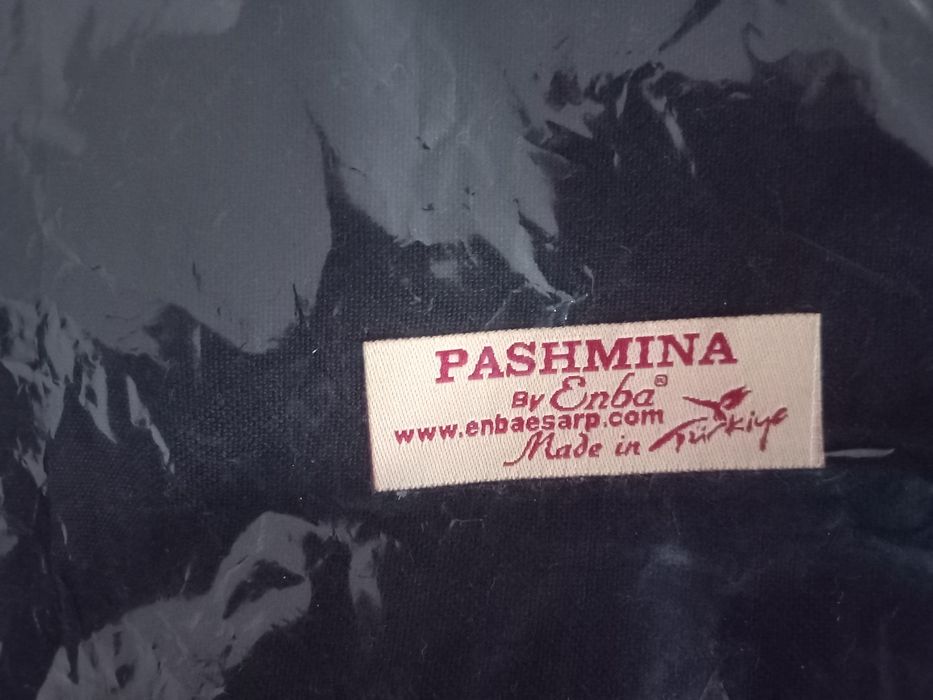 PASHMINA
By Enba®
www.enbaesarp.com
Made in Türkiye